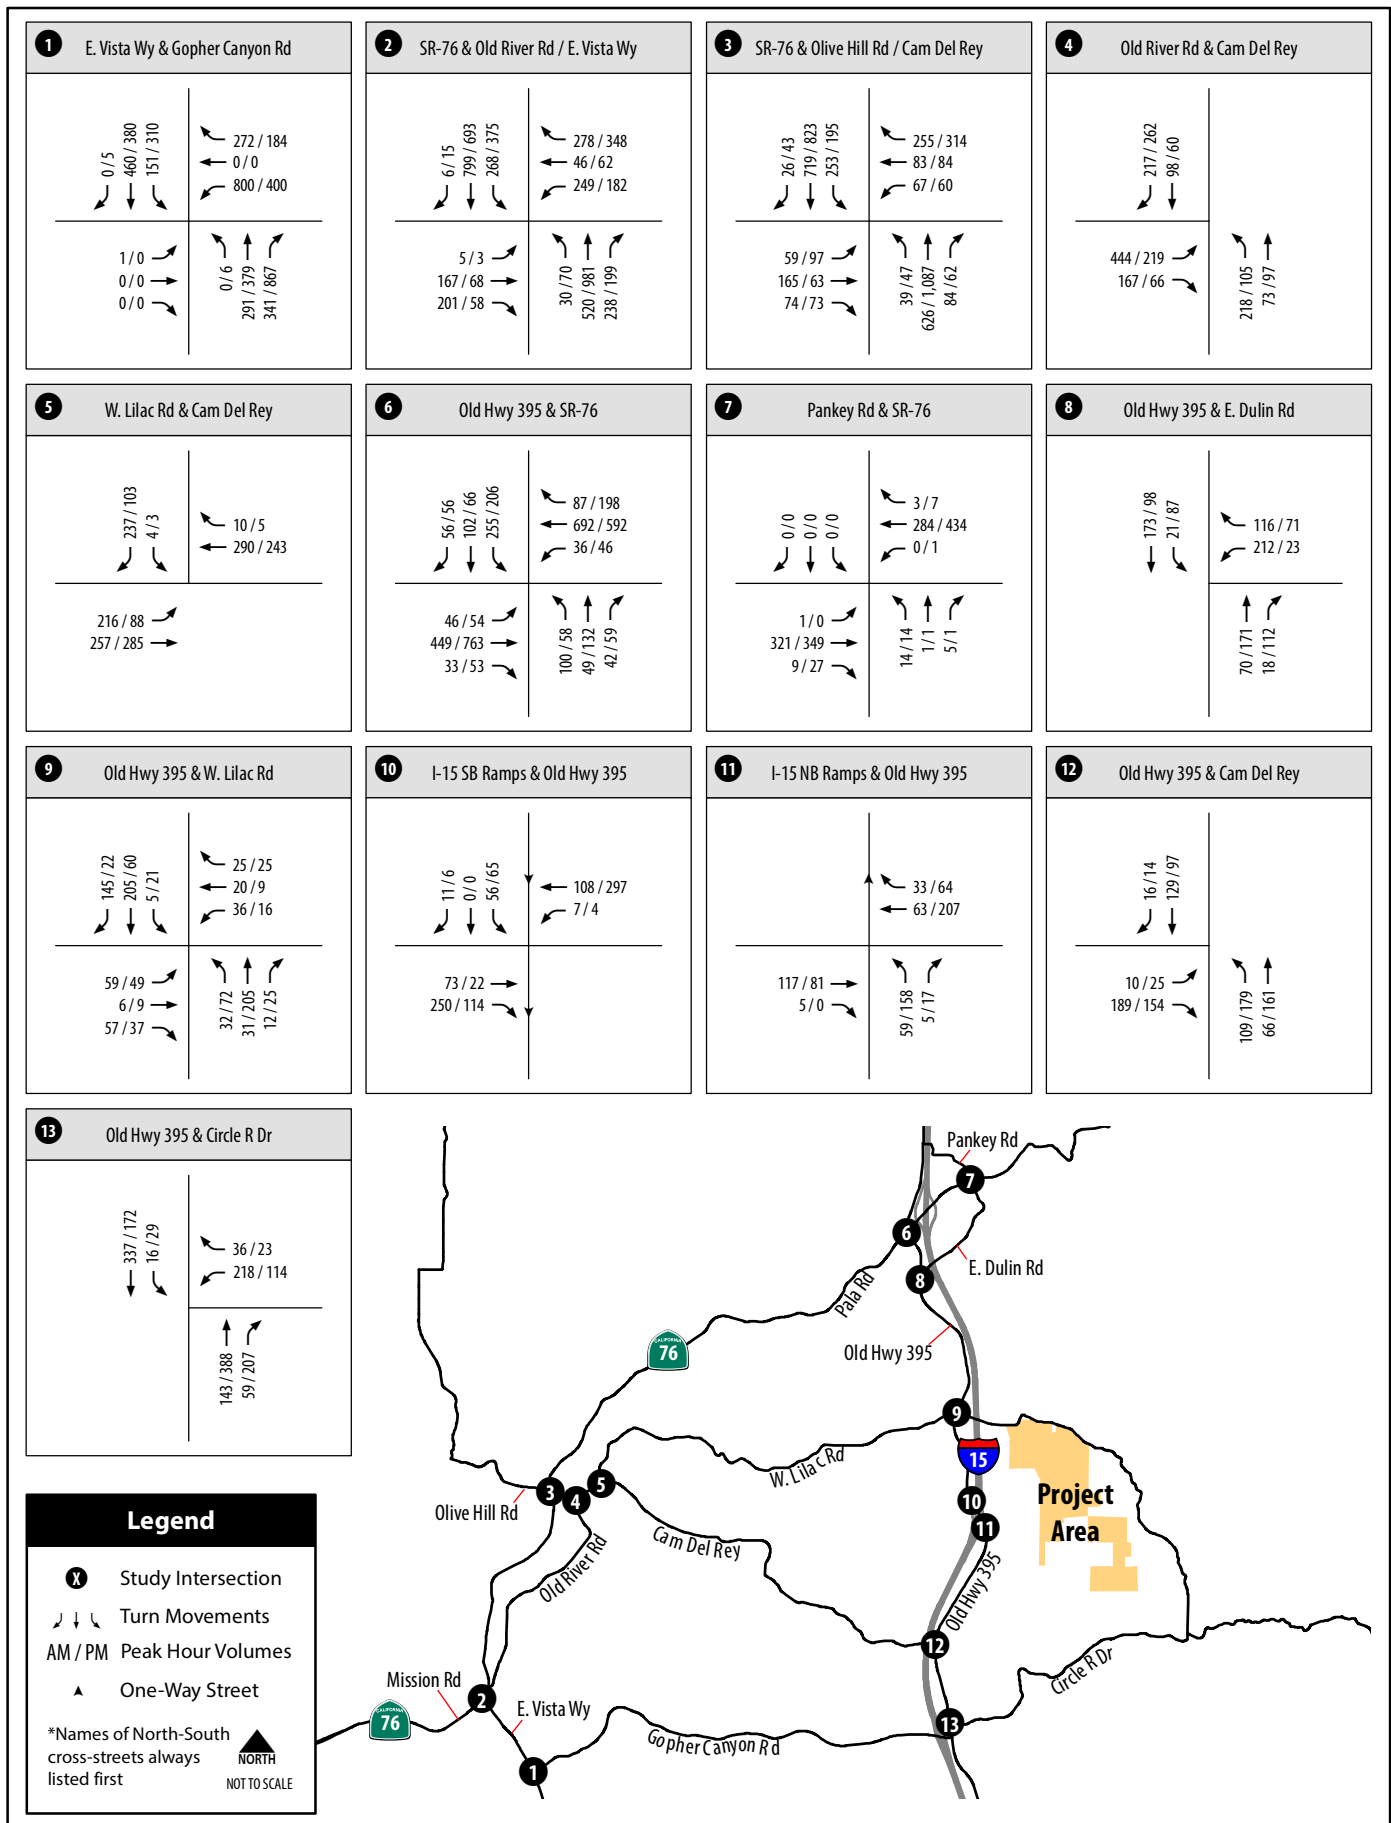 1 E. Vista Wy & Gopher Canyon Rd
0 / 5
460 / 380
151 / 310
272 / 184
0 / 0
800 / 400
1 / 0
0 / 0
0 / 0
0 / 6
291 / 379
341 / 867
2 SR-76 & Old River Rd / E. Vista Wy
6 / 15
799 / 693
268 / 375
278 / 348
46 / 62
249 / 182
5 / 3
167 / 68
201 / 58
30 / 70
520 / 981
238 / 199
3 SR-76 & Olive Hill Rd / Cam Del Rey
26 / 43
719 / 823
253 / 195
255 / 314
83 / 84
67 / 60
59 / 97
165 / 63
74 / 73
39 / 47
626 / 1,087
84 / 62
4 Old River Rd & Cam Del Rey
217 / 262
98 / 60
444 / 219
167 / 66
218 / 105
73 / 97
5 W. Lilac Rd & Cam Del Rey
237 / 103
4 / 3
10 / 5
290 / 243
216 / 88
257 / 285
6 Old Hwy 395 & SR-76
56 / 56
102 / 66
255 / 206
87 / 198
692 / 592
36 / 46
46 / 54
449 / 763
33 / 53
100 / 58
49 / 132
42 / 59
7 Pankey Rd & SR-76
0 / 0
0 / 0
0 / 0
3 / 7
284 / 434
0 / 1
1 / 0
321 / 349
9 / 27
14 / 14
1 / 1
5 / 1
8 Old Hwy 395 & E. Dulin Rd
173 / 98
21 / 87
116 / 71
212 / 23
70 / 171
18 / 112
9 Old Hwy 395 & W. Lilac Rd
145 / 22
205 / 60
5 / 21
25 / 25
20 / 9
36 / 16
59 / 49
6 / 9
57 / 37
32 / 72
31 / 205
12 / 25
10 I-15 SB Ramps & Old Hwy 395
11 / 6
0 / 0
56 / 65
108 / 297
7 / 4
73 / 22
250 / 114
11 I-15 NB Ramps & Old Hwy 395
33 / 64
63 / 207
117 / 81
5 / 0
59 / 158
5 / 17
12 Old Hwy 395 & Cam Del Rey
16 / 14
129 / 97
10 / 25
189 / 154
109 / 179
66 / 161
13 Old Hwy 395 & Circle R Dr
337 / 172
16 / 29
36 / 23
218 / 114
143 / 388
59 / 207
Pankey Rd
7
6
E. Dulin Rd
8
Pala Rd
CALIFORNIA
76
Old Hwy 395
9
W. Lilac Rd
15
Project
Area
5
3
4
10
11
Olive Hill Rd
Cam Del Rey
Old River Rd
Old Hwy 395
12
Circle R Dr
Mission Rd
2
E. Vista Wy
CALIFORNIA
76
13
Gopher Canyon Rd
1
Legend
X Study Intersection
Turn Movements
AM / PM Peak Hour Volumes
One-Way Street
*Names of North-South
cross-streets always
listed first
NORTH
NOT TO SCALE